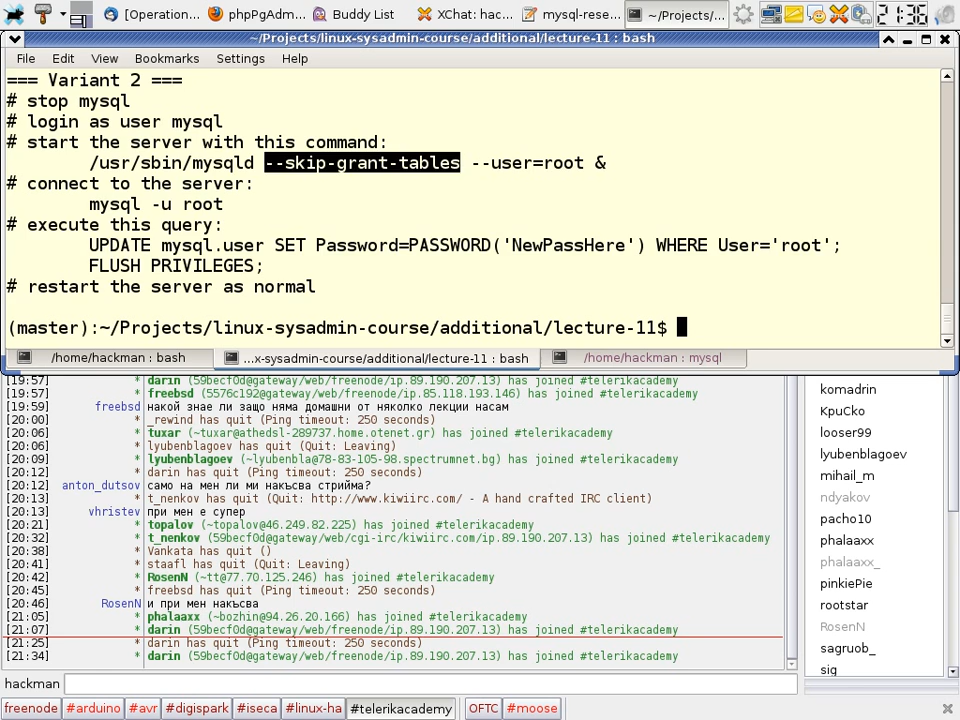 [Operation...
phpPgAdm...
Buddy List
XChat: hac...
mysql-rese...
~/Projects/...
21:36
~/Projects/linux-sysadmin-course/additional/lecture-11 : bash
File Edit View Bookmarks Settings Help
=== Variant 2 ===
# stop mysql
# login as user mysql
# start the server with this command:
/usr/sbin/mysqld --skip-grant-tables --user=root &
# connect to the server:
mysql -u root
# execute this query:
UPDATE mysql.user SET Password=PASSWORD('NewPassHere') WHERE User='root';
FLUSH PRIVILEGES;
# restart the server as normal
(master):~/Projects/linux-sysadmin-course/additional/lecture-11$
/home/hackman : bash
...x-sysadmin-course/additional/lecture-11 : bash
/home/hackman : mysql
[19:57] * darin (59becf0d@gateway/web/freenode/ip.89.190.207.13) has joined #telerikacademy
[19:57] * freebsd (5576c192@gateway/web/freenode/ip.85.118.193.146) has joined #telerikacademy
[19:59] freebsd накой знае ли защо няма домашни от няколко лекции насам
[20:00] * _rewind has quit (Ping timeout: 250 seconds)
[20:06] * tuxar (~tuxar@athedsl-289737.home.otenet.gr) has joined #telerikacademy
[20:06] * lyubenblagoev has quit (Quit: Leaving)
[20:09] * lyubenblagoev (~lyubenbla@78-83-105-98.spectrumnet.bg) has joined #telerikacademy
[20:12] * darin has quit (Ping timeout: 250 seconds)
[20:12] anton_dutsov само на мен ли ми накъсва стрийма?
[20:13] * t_nenkov has quit (Quit: http://www.kiwiirc.com/ - A hand crafted IRC client)
[20:13] vhristev при мен е супер
[20:21] * topalov (~topalov@46.249.82.225) has joined #telerikacademy
[20:32] * t_nenkov (59becf0d@gateway/web/cgi-irc/kiwiirc.com/ip.89.190.207.13) has joined #telerikacademy
[20:38] * Vankata has quit ()
[20:41] * staafl has quit (Quit: Leaving)
[20:42] * RosenN (~tt@77.70.125.246) has joined #telerikacademy
[20:45] * freebsd has quit (Ping timeout: 250 seconds)
[20:46] RosenN и при мен накъсва
[21:05] * phalaaxx (~bozhin@94.26.20.166) has joined #telerikacademy
[21:07] * darin (59becf0d@gateway/web/freenode/ip.89.190.207.13) has joined #telerikacademy
[21:25] * darin has quit (Ping timeout: 250 seconds)
[21:34] * darin (59becf0d@gateway/web/freenode/ip.89.190.207.13) has joined #telerikacademy
komadrin
KpuCko
looser99
lyubenblagoev
mihail_m
ndyakov
pacho10
phalaaxx
phalaaxx_
pinkiePie
rootstar
RosenN
sagruob_
sig
hackman
freenode #arduino #avr #digispark #iseca #linux-ha #telerikacademy OFTC #moose